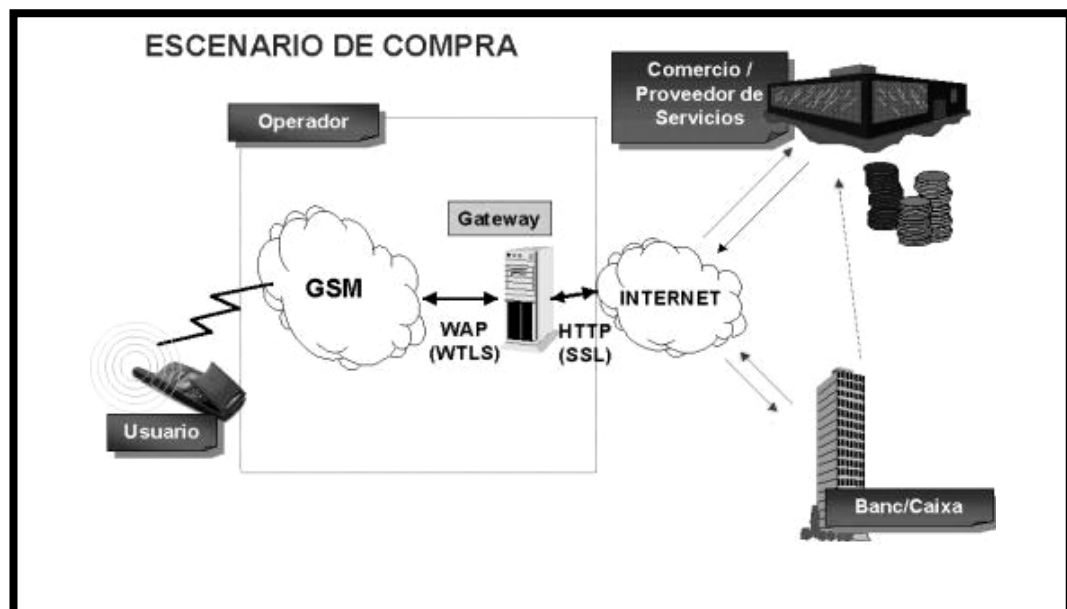 ESCENARIO DE COMPRA
Comercio /
Proveedor de
Servicios
Operador
Gateway
GSM
INTERNET
WAP
(WTLS)
HTTP
(SSL)
Usuario
Banc/Caixa